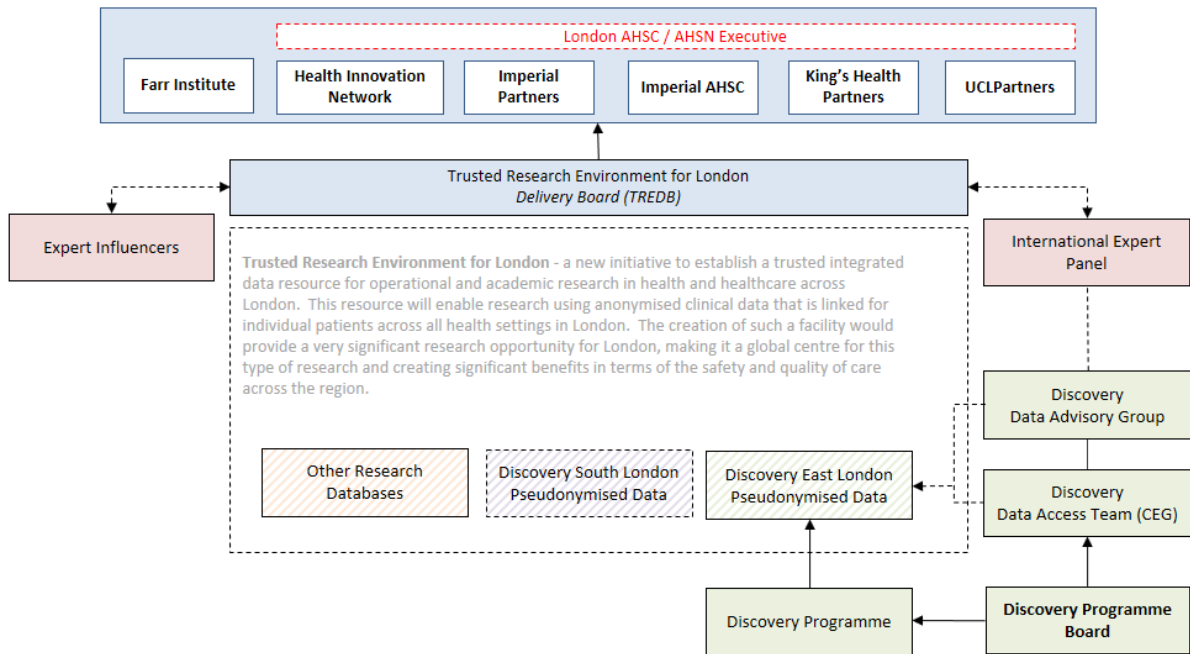 London AHSC / AHSN Executive
Farr Institute
Health Innovation
Network
Imperial
Partners
Imperial AHSC
King's Health
Partners
UCLPartners
Trusted Research Environment for London
Delivery Board (TREDB)
Expert Influencers
International Expert
Panel
Trusted Research Environment for London - a new initiative to establish a trusted integrated
data resource for operational and academic research in health and healthcare across
London. This resource will enable research using anonymised clinical data that is linked for
individual patients across all health settings in London. The creation of such a facility would
provide a very significant research opportunity for London, making it a global centre for this
type of research and creating significant benefits in terms of the safety and quality of care
across the region.
Discovery
Data Advisory Group
Other Research
Databases
Discovery South London
Pseudonymised Data
Discovery East London
Pseudonymised Data
Discovery
Data Access Team (CEG)
Discovery Programme
Discovery Programme
Board